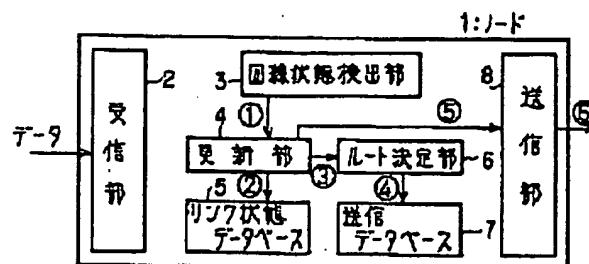 1:ノード
2
受信部
3
回線状態検出部
8
送信部
4
①
⑤
⑥
データ
更新部
③
ルート決定部
6
5
②
④
リンク状態
データベース
送信
データベース
7